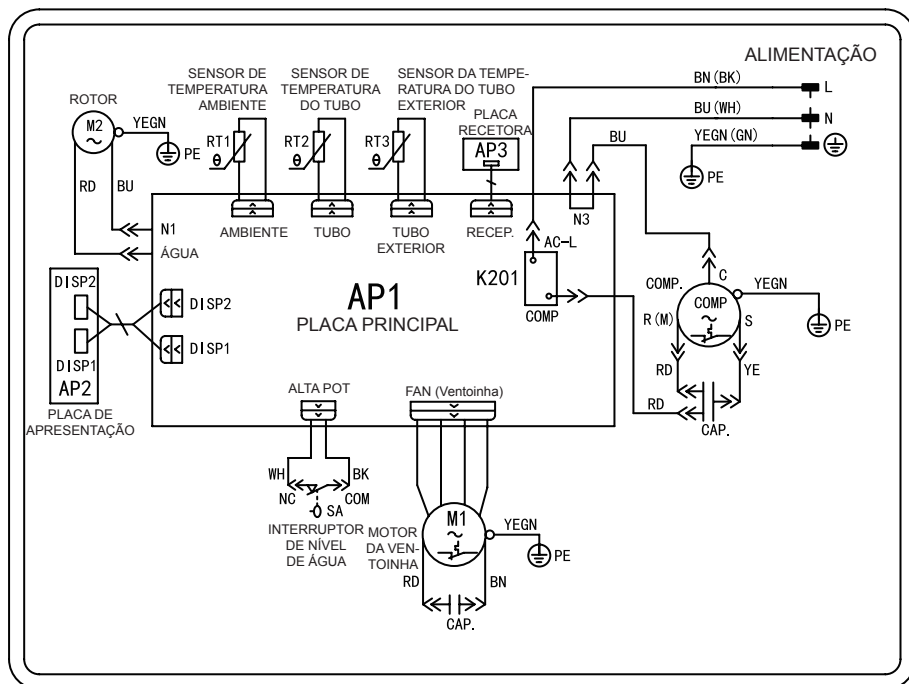 ALIMENTAÇÃO
SENSOR DE
TEMPERATURA
AMBIENTE
SENSOR DE
TEMPERATURA
DO TUBO
SENSOR DA TEMPE-
RATURA DO TUBO
EXTERIOR
PLACA
RECETORA
AP3
BN(BK)
L
BU(WH)
N
BU
YEGN(GN)
PE
ROTOR
M2
YEGN
PE
RT1
θ
RT2
θ
RT3
θ
RD
BU
N1
ÁGUA
AMBIENTE
TUBO
TUBO
EXTERIOR
RECEP.
N3
AC-L
K201
COMP
AP1
PLACA PRINCIPAL
COMP.
C
COMP
YEGN
PE
R(M)
S
RD
YE
RD
CAP.
DISP2
DISP1
AP2
PLACA DE
APRESENTAÇÃO
DISP2
DISP1
ALTA POT
FAN (Ventoinha)
WH
BK
NC
COM
SA
INTERRUPTOR
DE NÍVEL
DE ÁGUA
MOTOR
DA VEN-
TOINHA
M1
YEGN
PE
RD
BN
CAP.